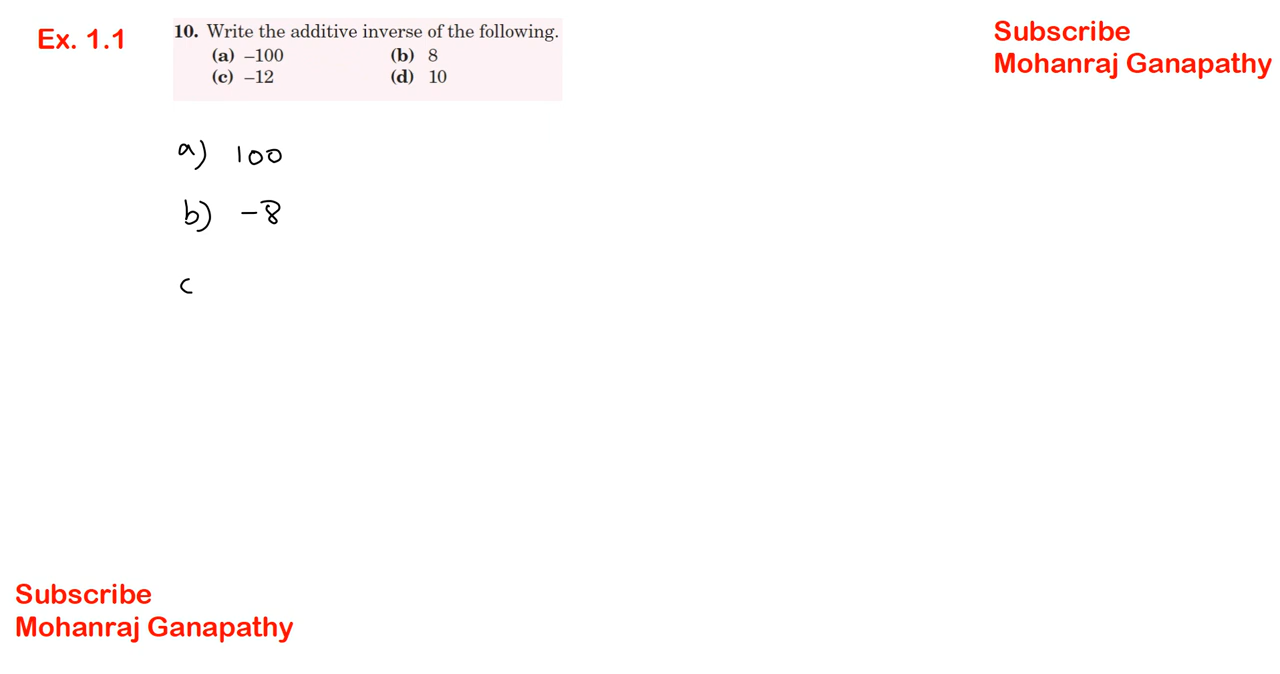 Ex. 1.1
10. Write the additive inverse of the following.
(a) –100 (b) 8
(c) –12 (d) 10
Subscribe
Mohanraj Ganapathy
a) 100
b) -8
c
Subscribe
Mohanraj Ganapathy